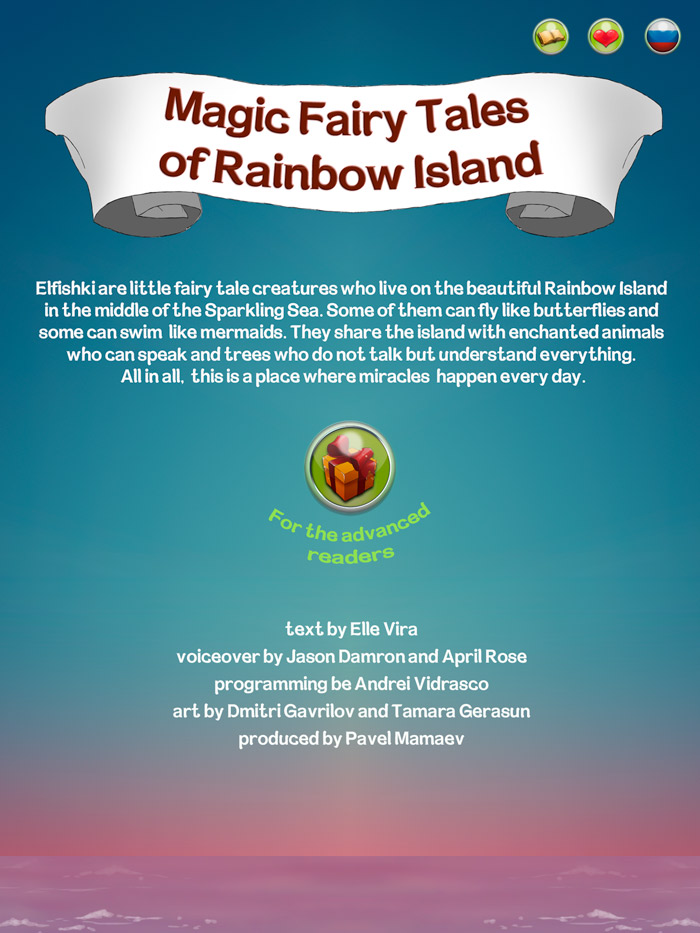 Magic Fairy Tales
of Rainbow Island
Elfishki are little fairy tale creatures who live on the beautiful Rainbow Island
in the middle of the Sparkling Sea. Some of them can fly like butterflies and
some can swim like mermaids. They share the island with enchanted animals
who can speak and trees who do not talk but understand everything.
All in all, this is a place where miracles happen every day.
For the advanced
readers
text by Elle Vira
voiceover by Jason Damron and April Rose
programming be Andrei Vidrasco
art by Dmitri Gavrilov and Tamara Gerasun
produced by Pavel Mamaev